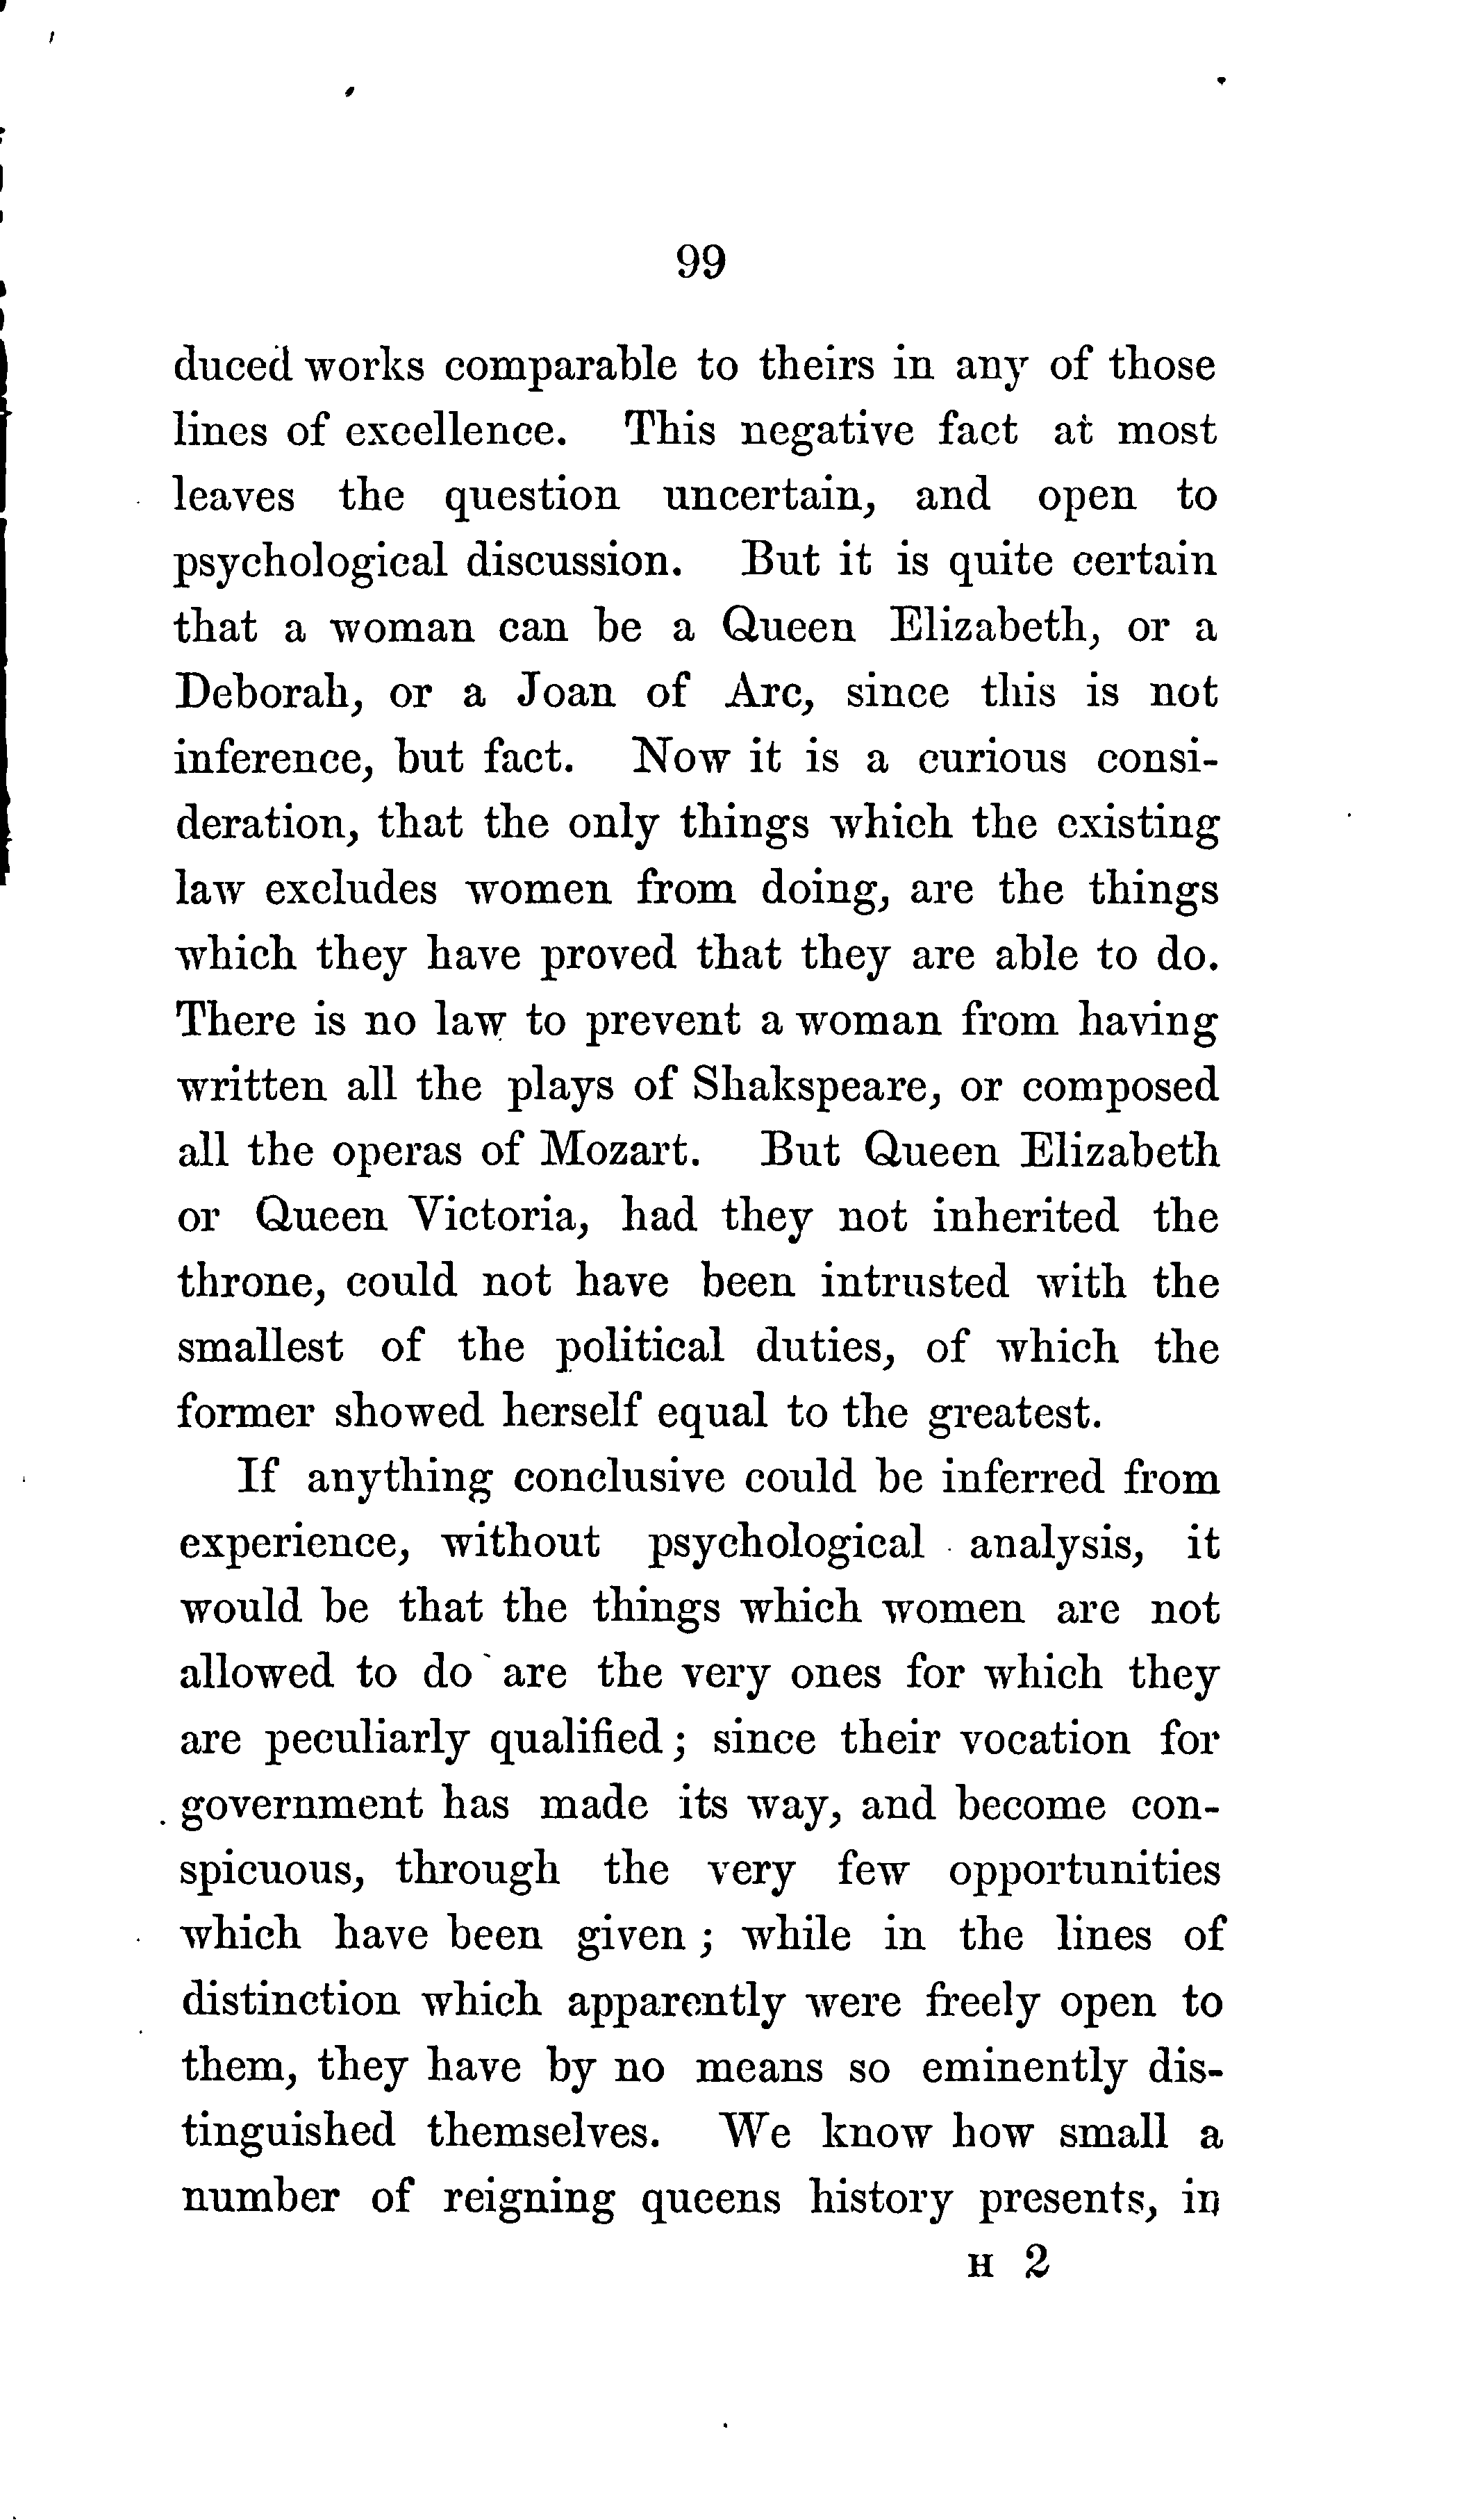 99
duced works comparable to theirs in any of those
lines of excellence. This negative fact at most
leaves the question uncertain, and open to
psychological discussion. But it is quite certain
that a woman can be a Queen Elizabeth, or a
Deborah, or a Joan of Arc, since this is not
inference, but fact. Now it is a curious consi-
deration, that the only things which the existing
law excludes women from doing, are the things
which they have proved that they are able to do.
There is no law to prevent a woman from having
written all the plays of Shakspeare, or composed
all the operas of Mozart. But Queen Elizabeth
or Queen Victoria, had they not inherited the
throne, could not have been intrusted with the
smallest of the political duties, of which the
former showed herself equal to the greatest.
If anything conclusive could be inferred from
experience, without psychological analysis, it
would be that the things which women are not
allowed to do are the very ones for which they
are peculiarly qualified; since their vocation for
government has made its way, and become con-
spicuous, through the very few opportunities
which have been given; while in the lines of
distinction which apparently were freely open to
them, they have by no means so eminently dis-
tinguished themselves. We know how small a
number of reigning queens history presents, in
H 2